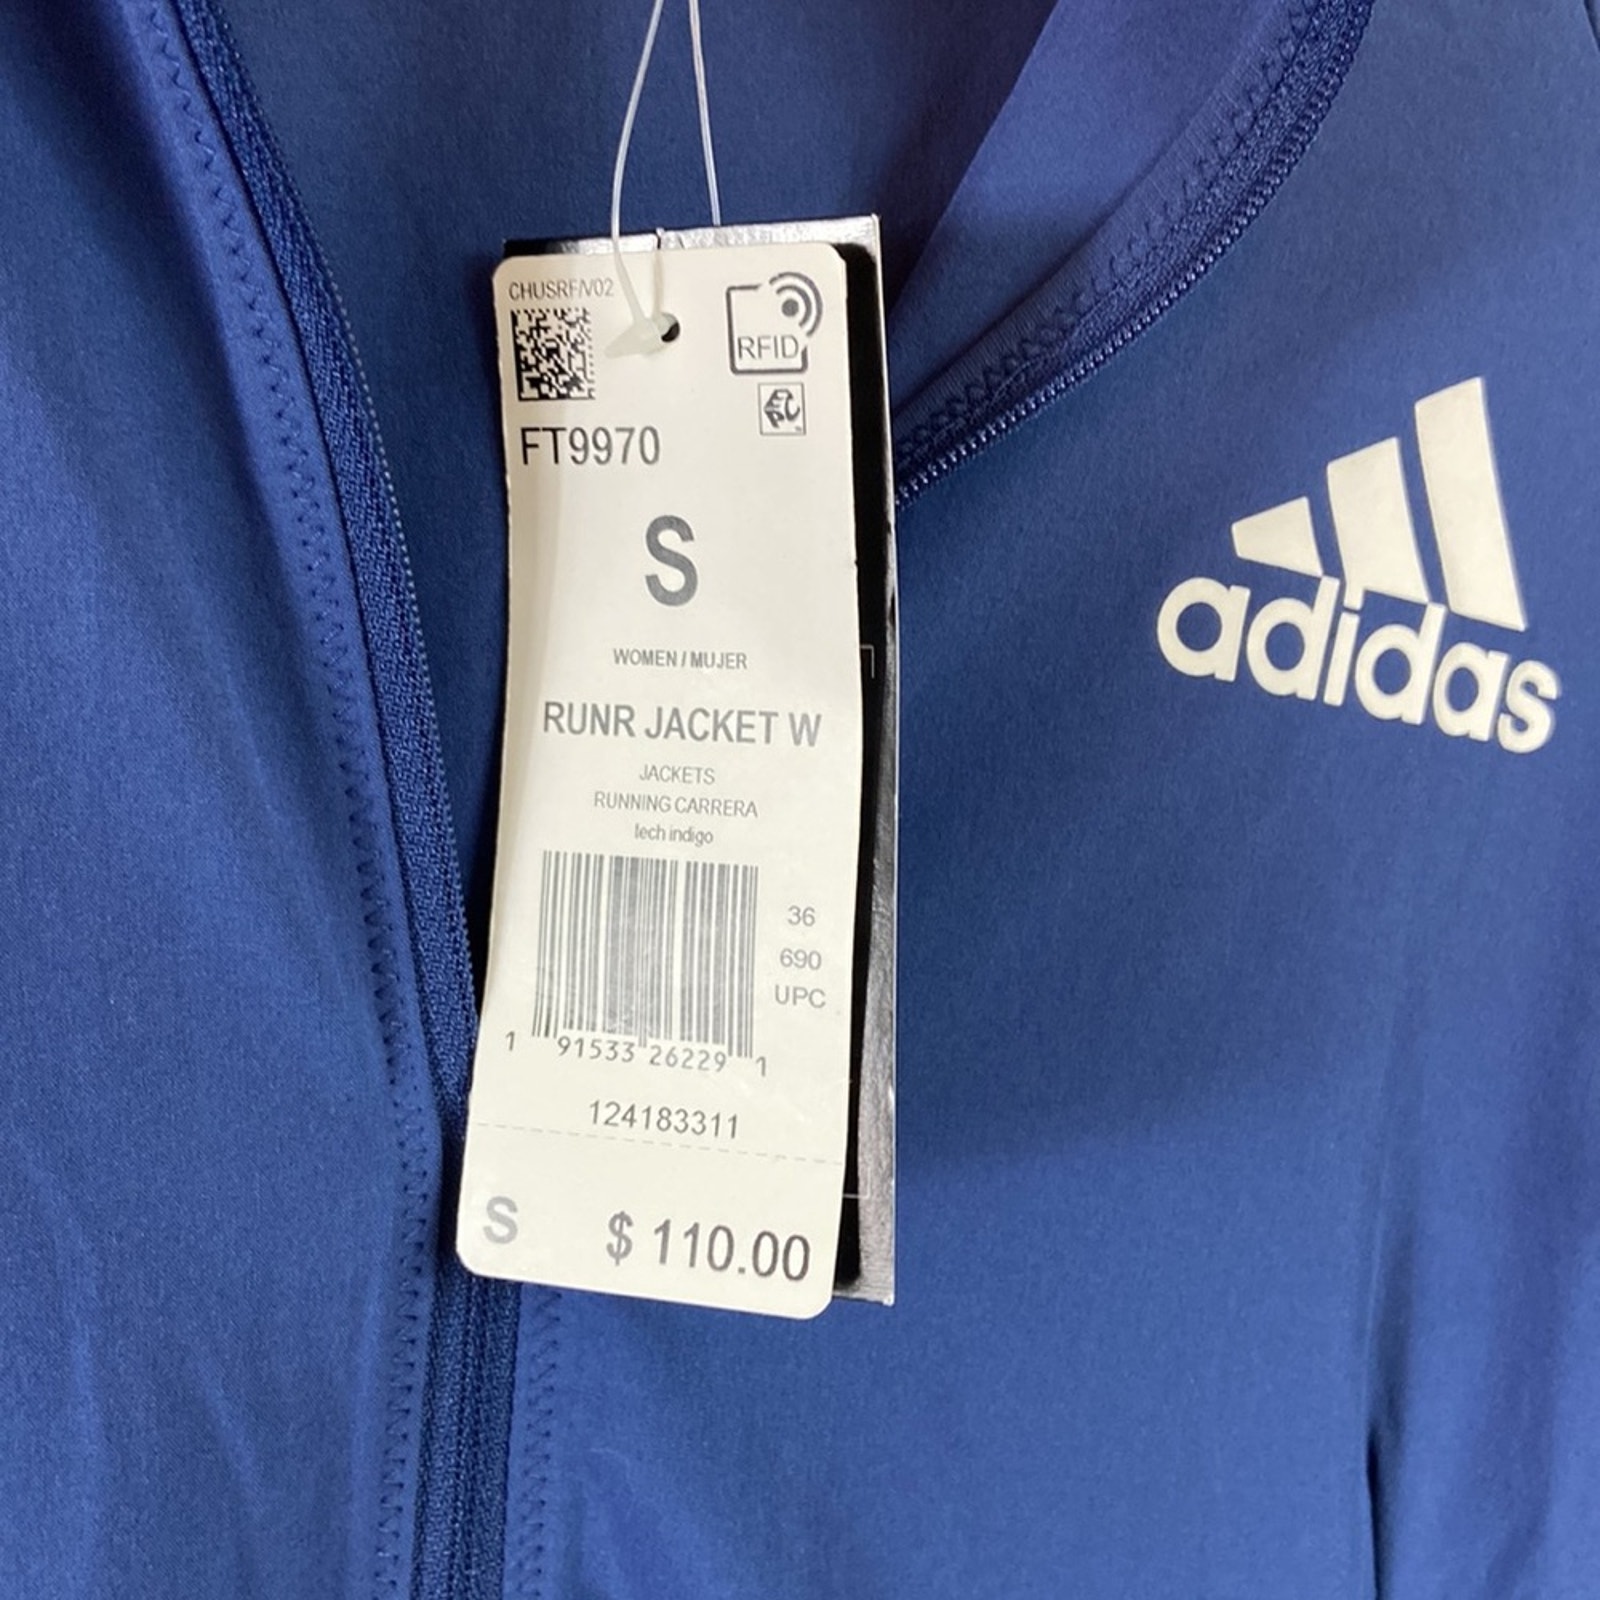 CHUSRF/V02
RFID
EPC
FT9970
S
WOMEN / MUJER
RUNR JACKET W
JACKETS
RUNNING CARRERA
tech indigo
36
690
UPC
1 91533 26229 1
124183311
S $ 110.00
adidas